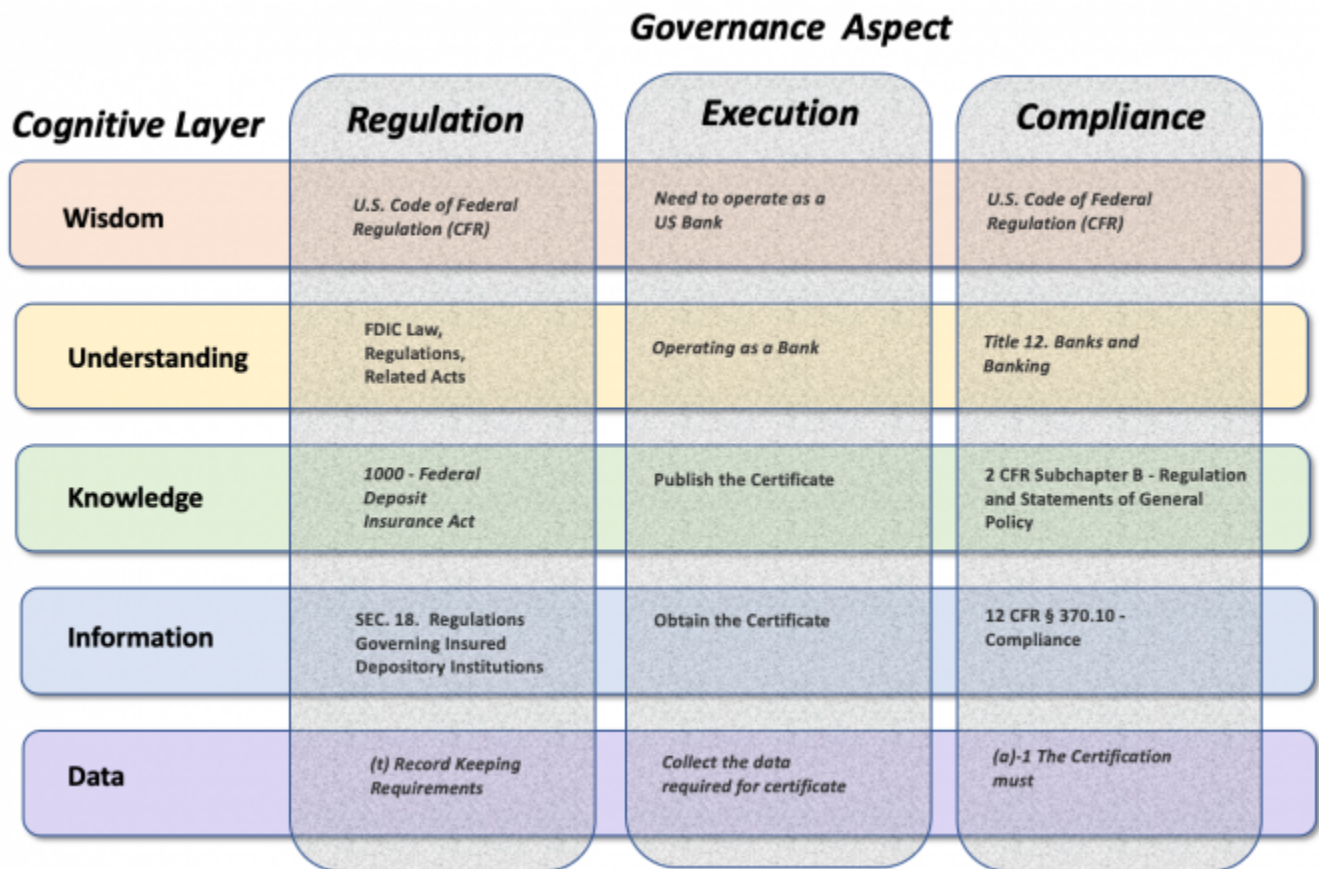 Governance Aspect
Cognitive Layer
Regulation
Execution
Compliance
Wisdom
U.S. Code of Federal
Regulation (CFR)
Need to operate as a
US Bank
U.S. Code of Federal
Regulation (CFR)
Understanding
FDIC Law,
Regulations,
Related Acts
Operating as a Bank
Title 12. Banks and
Banking
Knowledge
1000 - Federal
Deposit
Insurance Act
Publish the Certificate
2 CFR Subchapter B - Regulation
and Statements of General
Policy
Information
SEC. 18. Regulations
Governing Insured
Depository Institutions
Obtain the Certificate
12 CFR § 370.10 -
Compliance
Data
(t) Record Keeping
Requirements
Collect the data
required for certificate
(a)-1 The Certification
must